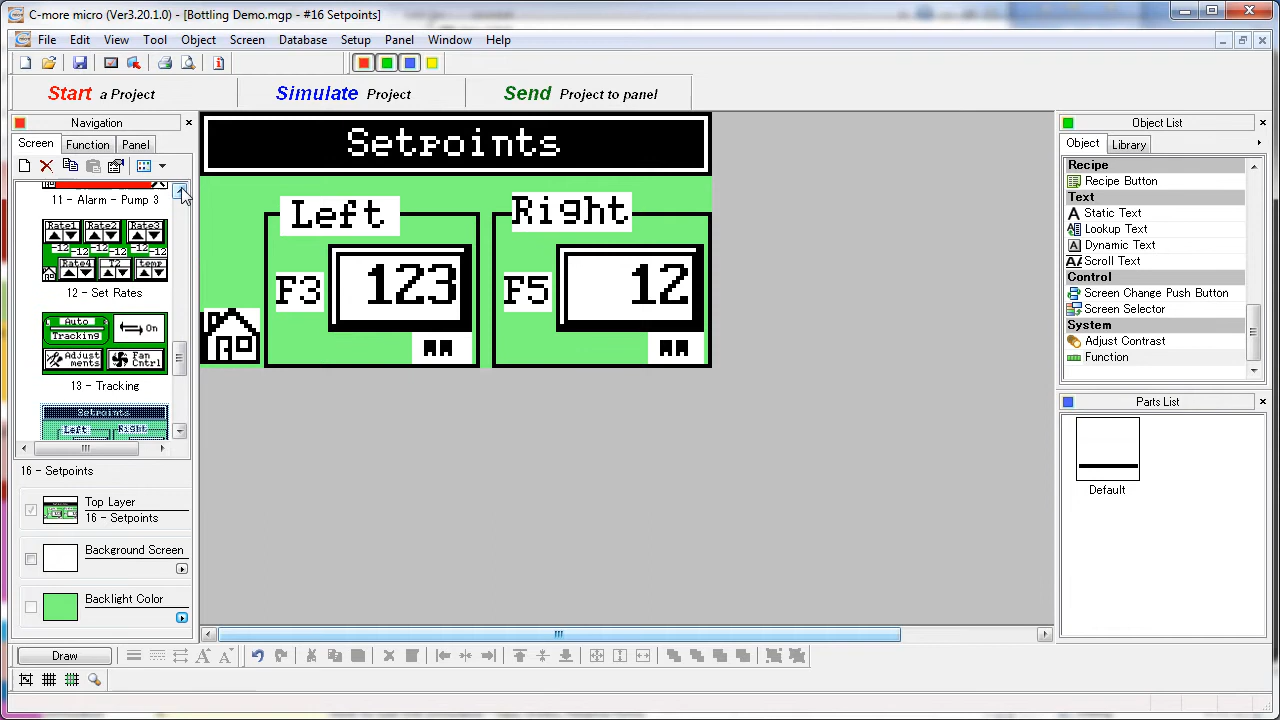 C-more micro (Ver3.20.1.0) - [Bottling Demo.mgp - #16 Setpoints]
File Edit View Tool Object Screen Database Setup Panel Window Help
Start a Project
Simulate Project
Send Project to panel
Navigation
Screen Function Panel
11 - Alarm - Pump 3
Rate1 Rate2 Rate3
-12 -12 -12 -12
Rate4 T2 temp
12 - Set Rates
Auto
Tracking
On
Adjust
ments
Fan
Cntrl
13 - Tracking
Setpoints
Left Right
16 - Setpoints
Top Layer
16 - Setpoints
Background Screen
Backlight Color
Draw
Setpoints
Left
F3
123
Right
F5
12
Object List
Object Library
Recipe
Recipe Button
Text
Static Text
Lookup Text
Dynamic Text
Scroll Text
Control
Screen Change Push Button
Screen Selector
System
Adjust Contrast
Function
Parts List
Default